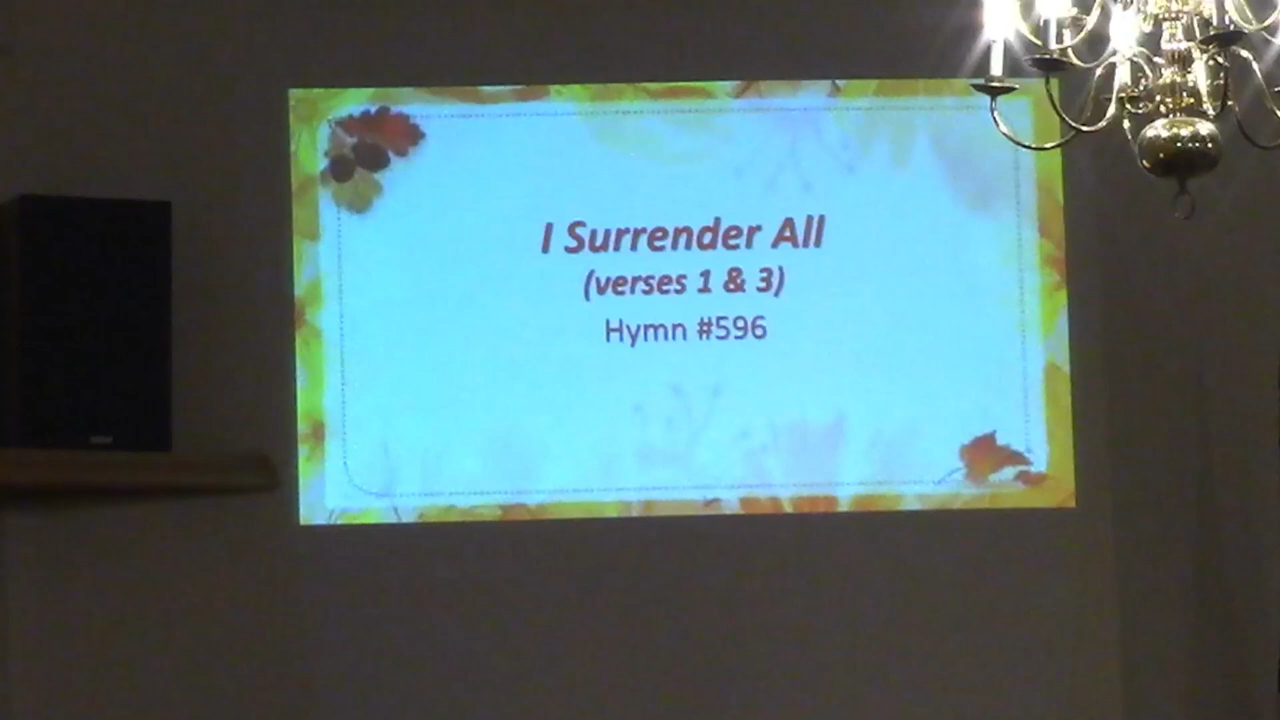 I Surrender All
(verses 1 & 3)
Hymn #596